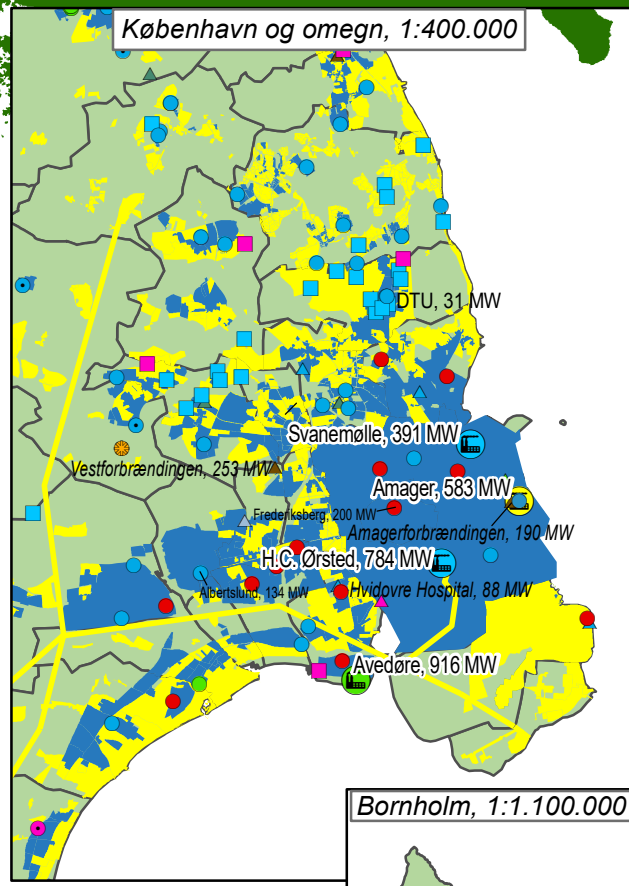 København og omegn, 1:400.000
DTU, 31 MW
Svanemølle, 391 MW
Vestforbrændingen, 253 MW
Amager, 583 MW
Frederiksberg, 200 MW
Amagerforbrændingen, 190 MW
H.C. Ørsted, 784 MW
Albertslund, 134 MW
Hvidovre Hospital, 88 MW
Avedøre, 916 MW
Bornholm, 1:1.100.000